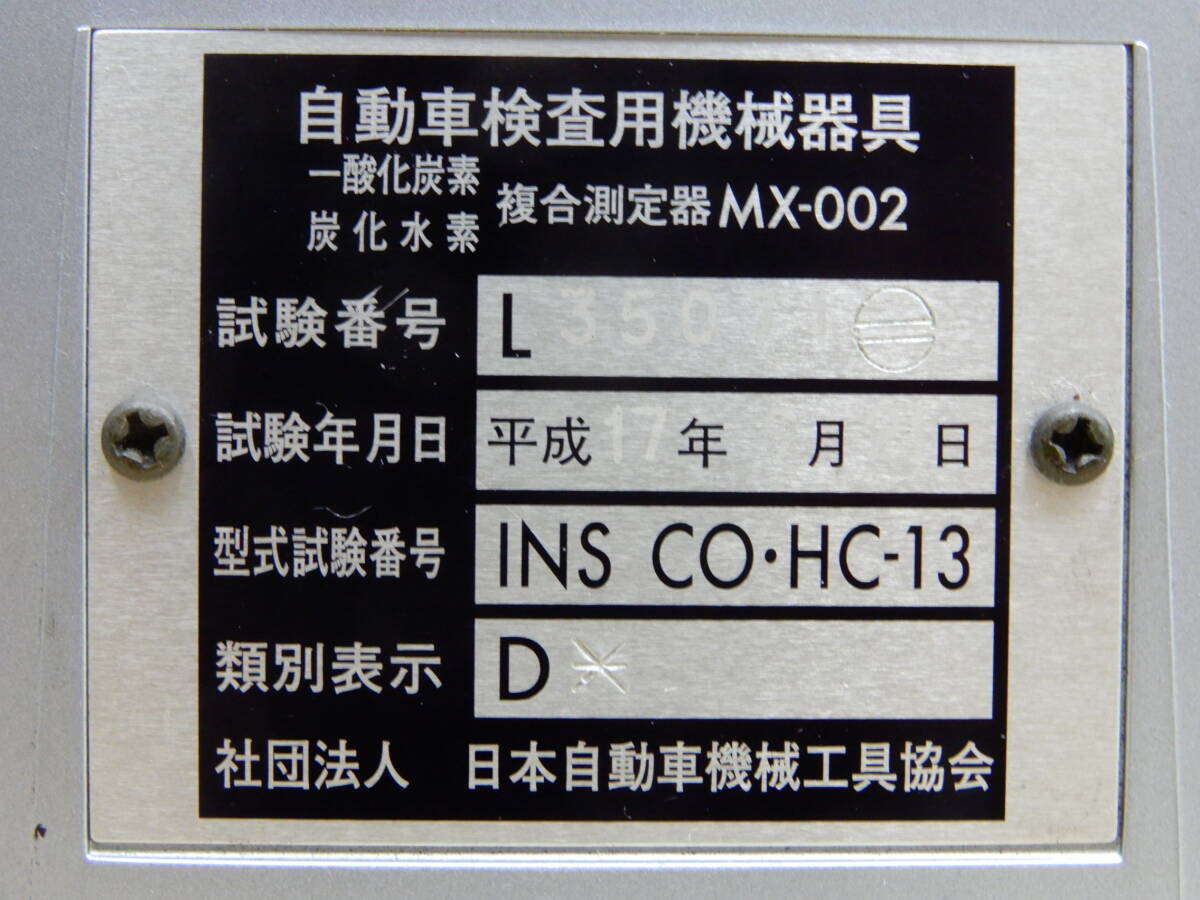 自動車検査用機械器具
一酸化炭素
炭化水素
複合測定器 MX-002
試験番号 L 3507
試験年月日 平成17年 月 日
型式試験番号 INS CO・HC-13
類別表示 D
社団法人 日本自動車機械工具協会